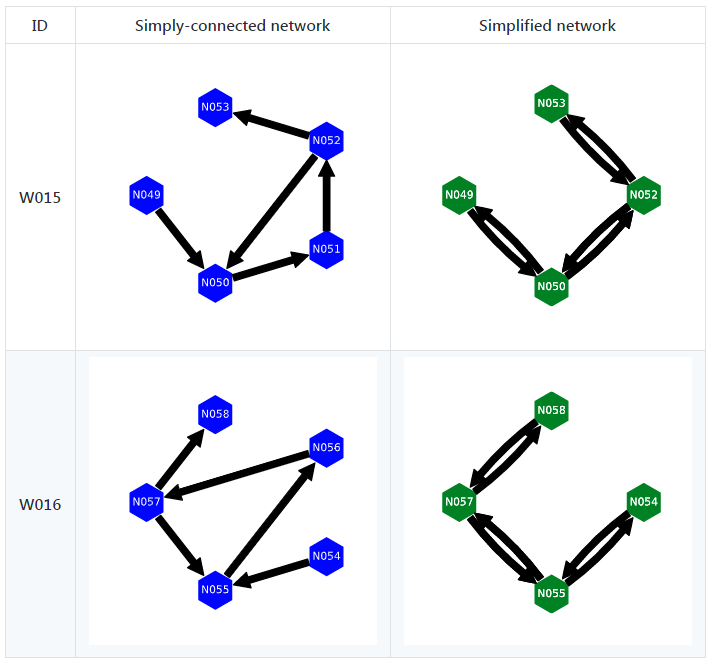 ID Simply-connected network Simplified network
N053 N053
N052
N049 N049 N052
W015
N051
N050 N050
N058 N058
N056
N057 N057 N054
W016
N054
N055 N055